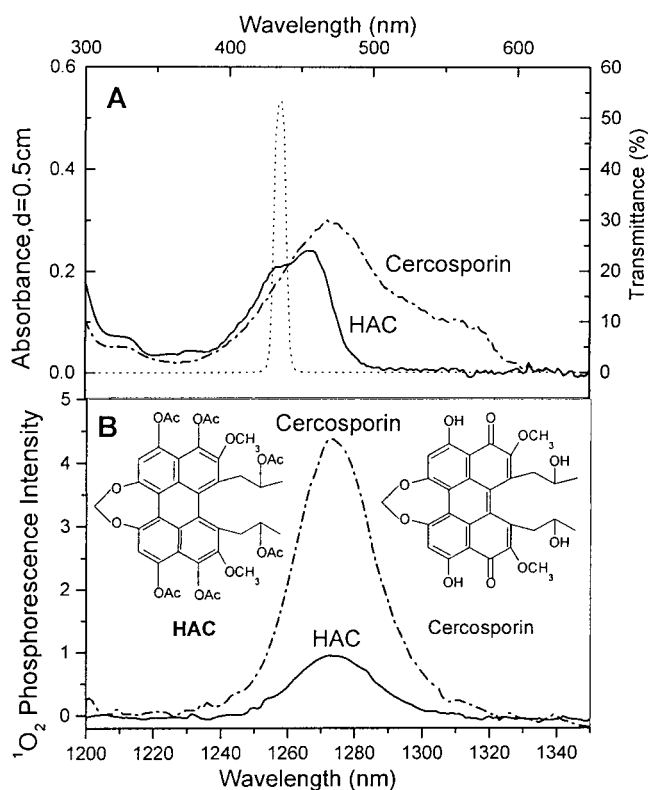 Wavelength (nm)
300 400 500 600
0.6 60
A
50
0.4 40
30
0.2 20
10
0.0 0
Absorbance, d=0.5cm
Transmittance (%)
Cercosporin
HAC
5
B
4
3
2
1
0
¹O₂ Phosphorescence Intensity
Cercosporin
OAc OAc
OCH₃
OAc
O
O
OAc
OCH₃
OAc OAc
HAC
OH O
OCH₃
OH
O
O
OH
OCH₃
OH O
Cercosporin
HAC
1200 1220 1240 1260 1280 1300 1320 1340
Wavelength (nm)